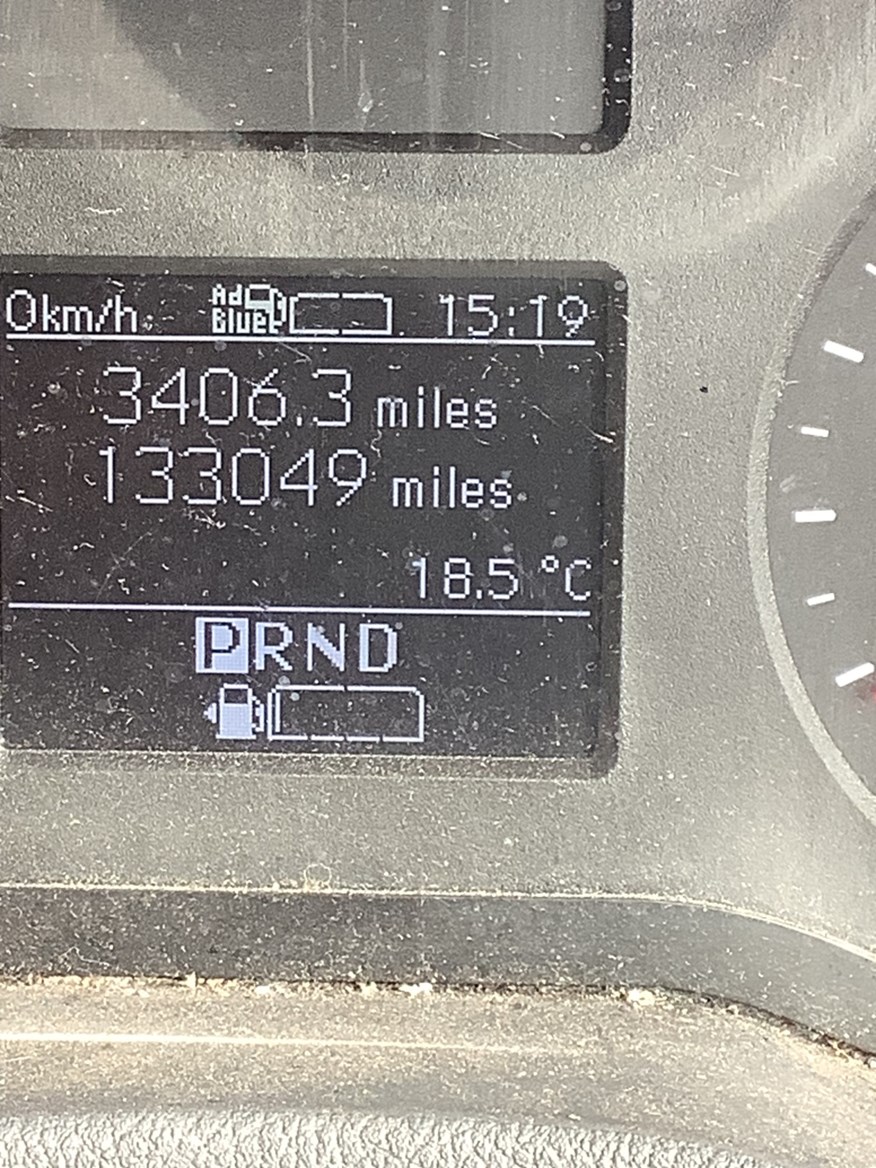 0km/h AdBlue 15:19
3406.3 miles
133049 miles
18.5 °C
PRND